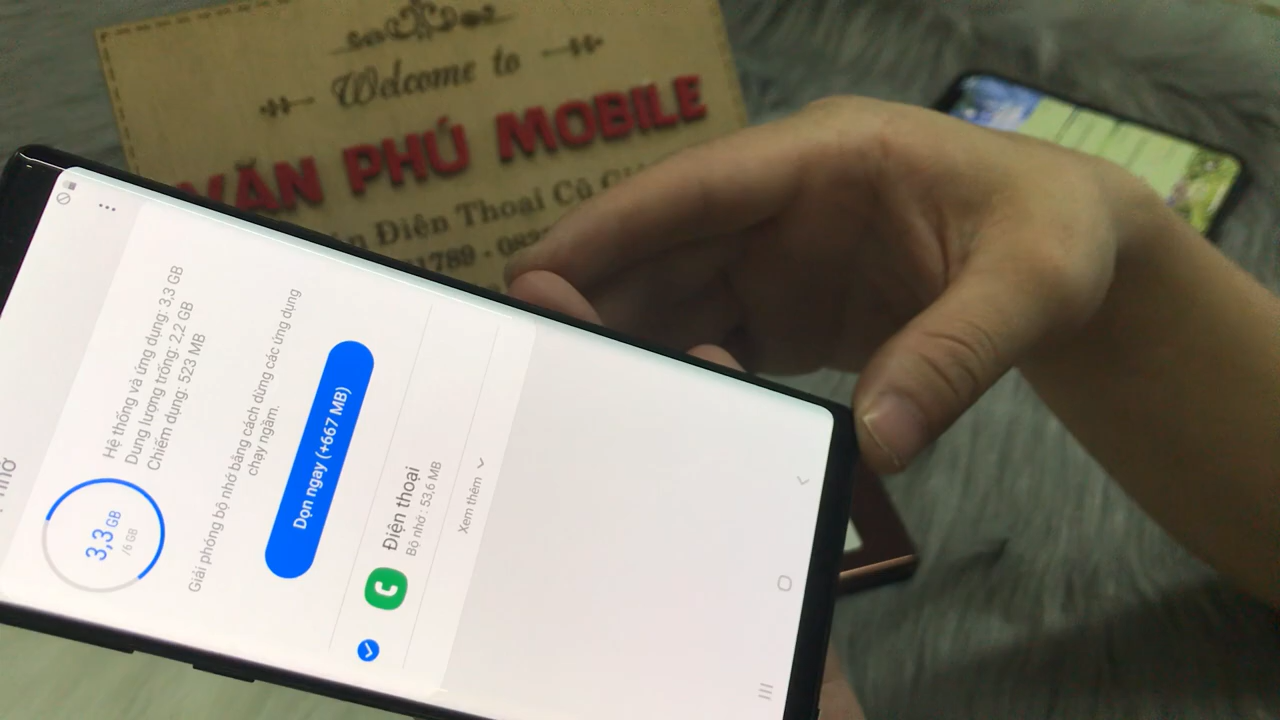 Welcome to
VĂN PHÚ MOBILE
Điện Thoại Cũ
1789 - 08
3,3 GB
/6 GB
Hệ thống và ứng dụng: 3,3 GB
Dung lượng trống: 2,2 GB
Chiếm dụng: 523 MB
Giải phóng bộ nhớ bằng cách dừng các ứng dụng
chạy ngầm.
Dọn ngay (+667 MB)
Điện thoại
Bộ nhớ : 53,6 MB
Xem thêm